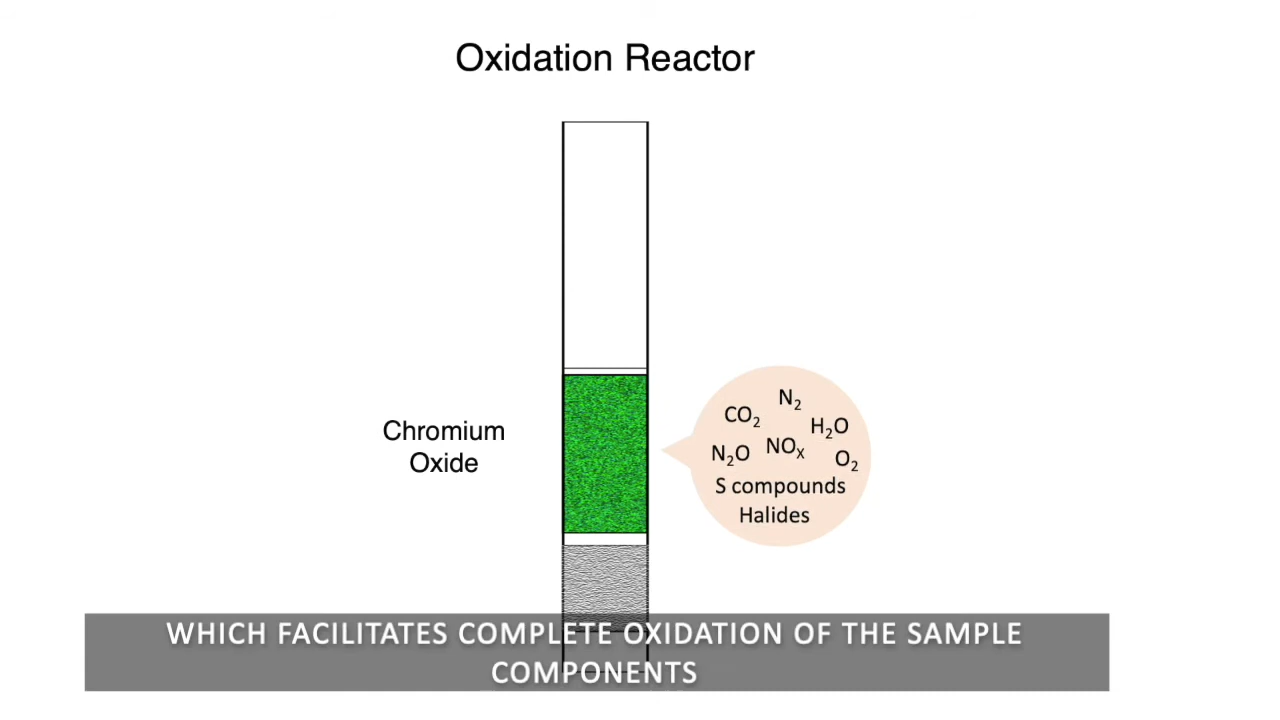 Oxidation Reactor
Chromium
Oxide
N₂
CO₂
H₂O
N₂O NOₓ O₂
S compounds
Halides
WHICH FACILITATES COMPLETE OXIDATION OF THE SAMPLE
COMPONENTS